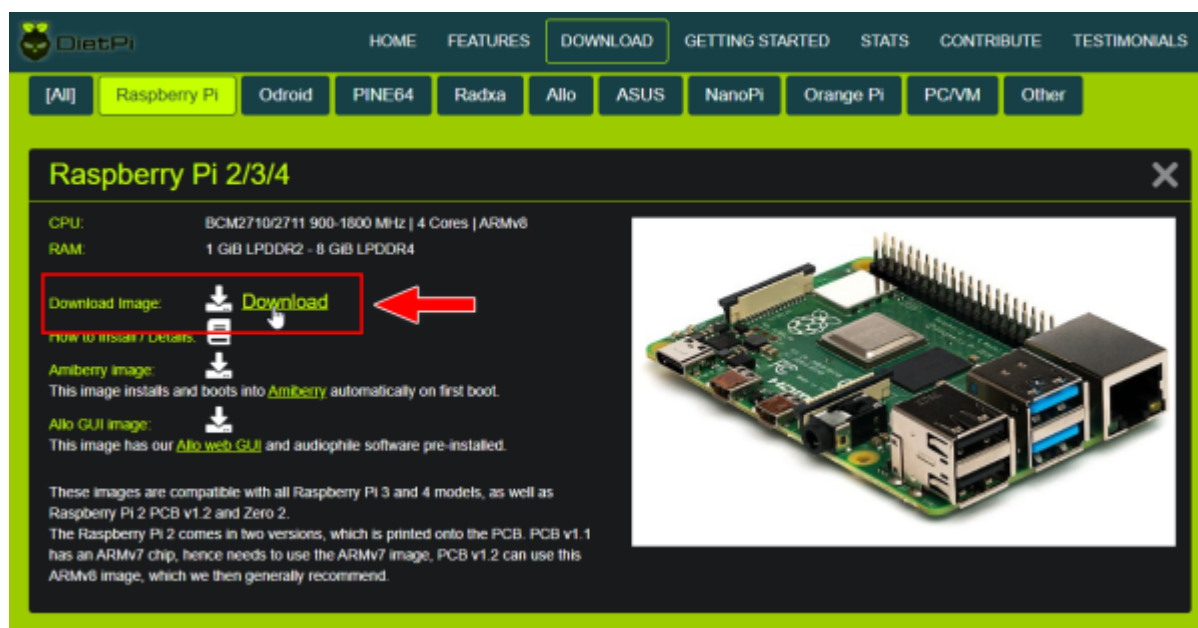 DietPi
HOME FEATURES DOWNLOAD GETTING STARTED STATS CONTRIBUTE TESTIMONIALS
[All] Raspberry Pi Odroid PINE64 Radxa Allo ASUS NanoPi Orange Pi PC/VM Other
Raspberry Pi 2/3/4
CPU: BCM2710/2711 900-1800 MHz | 4 Cores | ARMv8
RAM: 1 GiB LPDDR2 - 8 GiB LPDDR4
Download Image: Download
How to Install / Details:
Amiberry image:
This image installs and boots into Amiberry automatically on first boot.
Allo GUI image:
This image has our Allo web GUI and audiophile software pre-installed.
These images are compatible with all Raspberry Pi 3 and 4 models, as well as
Raspberry Pi 2 PCB v1.2 and Zero 2.
The Raspberry Pi 2 comes in two versions, which is printed onto the PCB. PCB v1.1
has an ARMv7 chip, hence needs to use the ARMv7 image, PCB v1.2 can use this
ARMv8 image, which we then generally recommend.